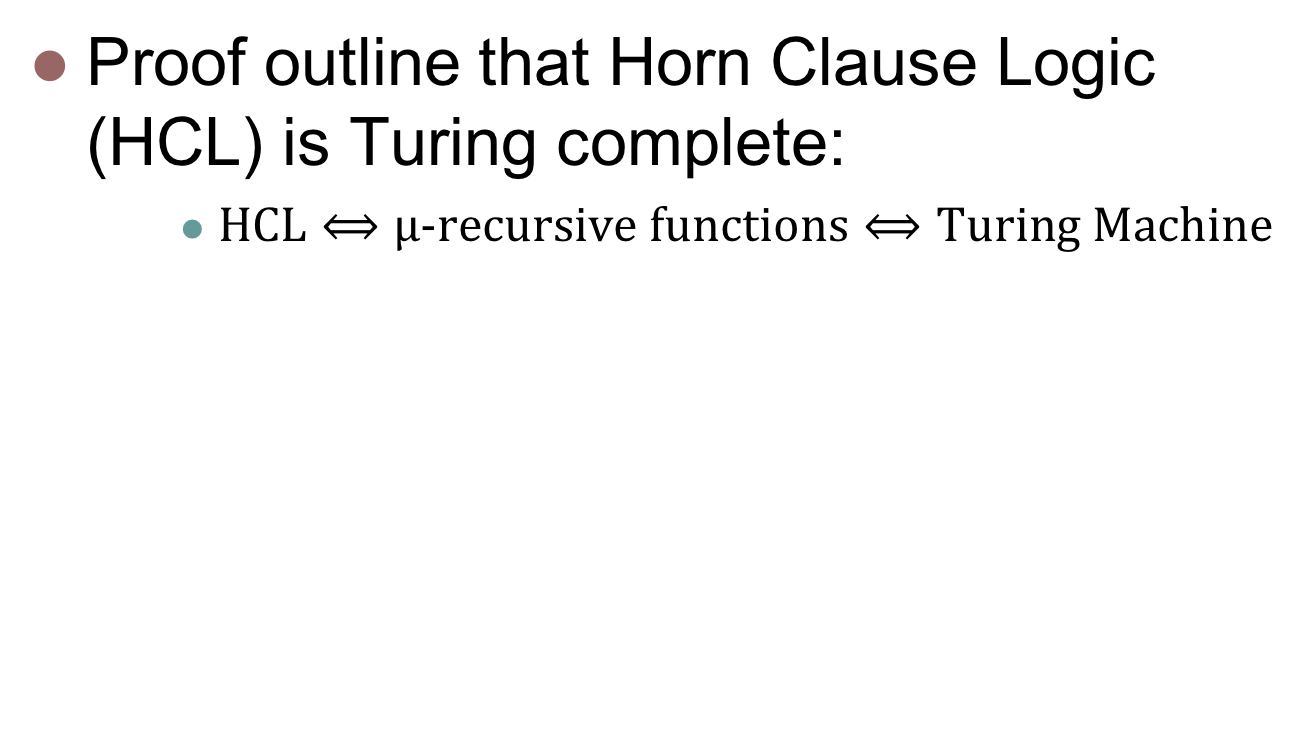 ● Proof outline that Horn Clause Logic
(HCL) is Turing complete:
● HCL ⟺ μ-recursive functions ⟺ Turing Machine